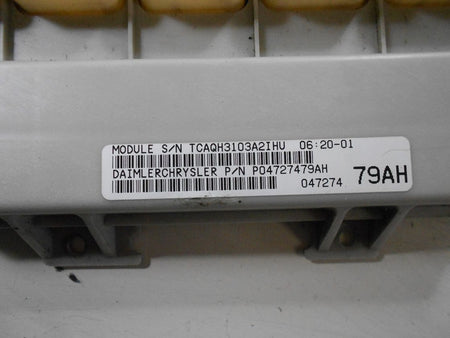 MODULE S/N TCAQH3103A2IHU 06:20-01
DAIMLERCHRYSLER P/N P04727479AH
047274 79AH